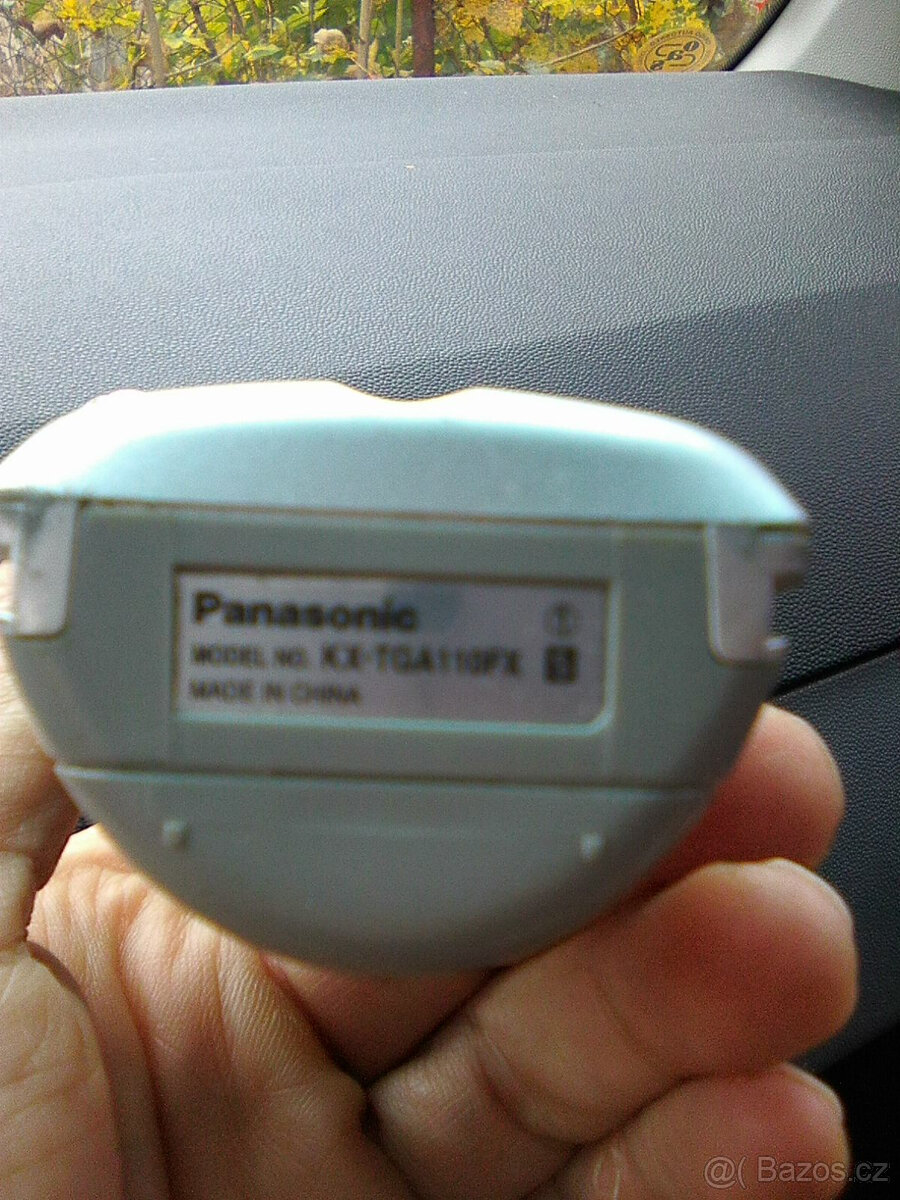 Panasonic
MODEL NO. KX-TGA110FX S
MADE IN CHINA
@( Bazos.cz